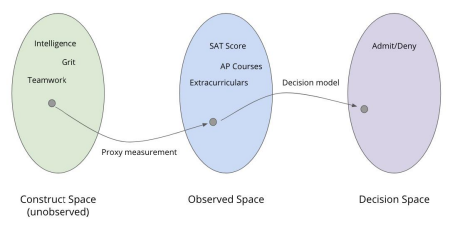 Intelligence
Grit
Teamwork
SAT Score
AP Courses
Extracurriculars
Admit/Deny
Decision model
Proxy measurement
Construct Space
(unobserved)
Observed Space
Decision Space